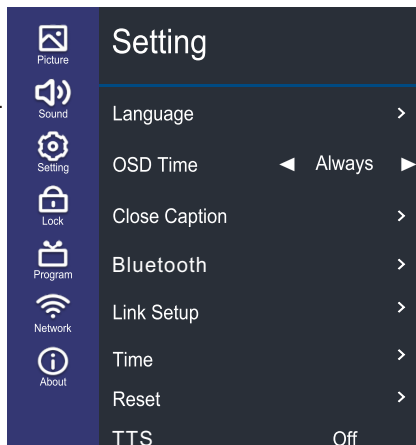 Picture
Sound
Setting
Lock
Program
Network
About
Setting
Language
OSD Time Always
Close Caption
Bluetooth
Link Setup
Time
Reset
TTS Off